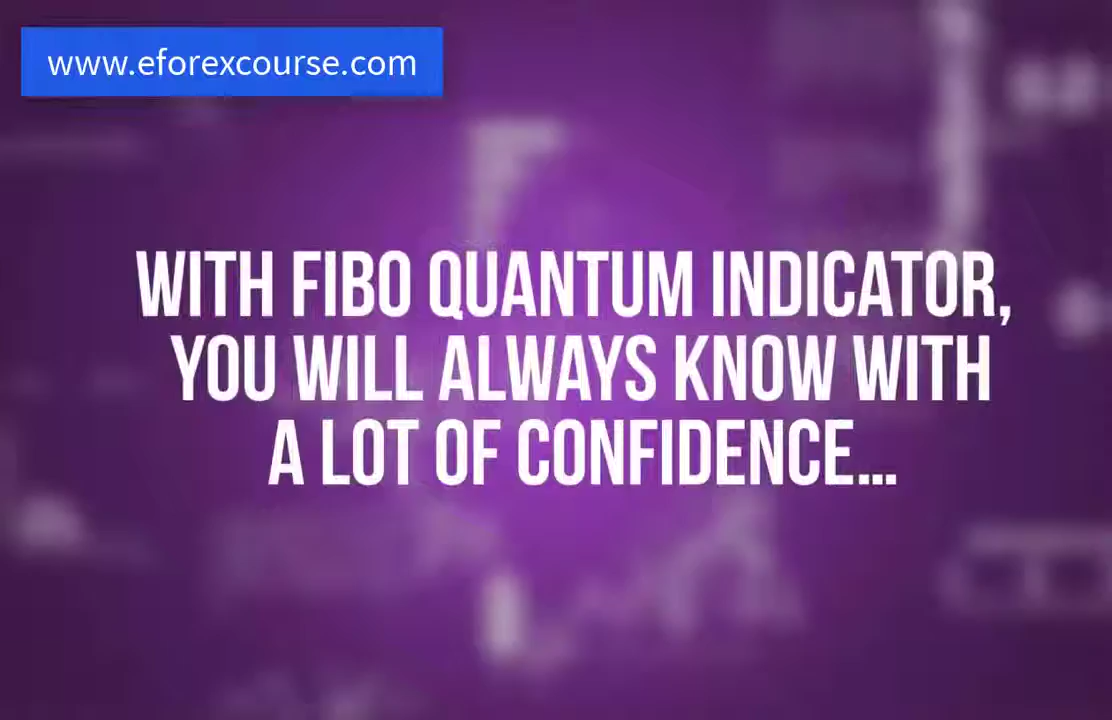 www.eforexcourse.com
WITH FIBO QUANTUM INDICATOR,
YOU WILL ALWAYS KNOW WITH
A LOT OF CONFIDENCE...